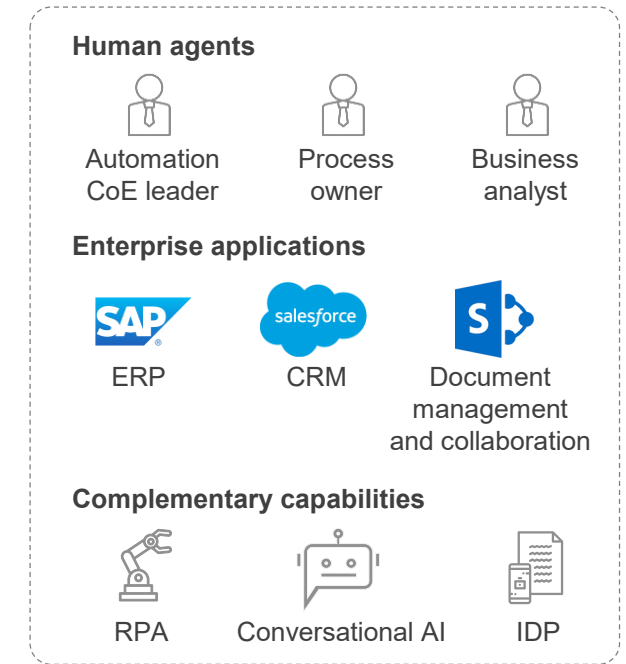 Human agents
Automation
CoE leader
Process
owner
Business
analyst
Enterprise applications
SAP
®
salesforce
S
ERP
CRM
Document
management
and collaboration
Complementary capabilities
RPA
Conversational AI
IDP